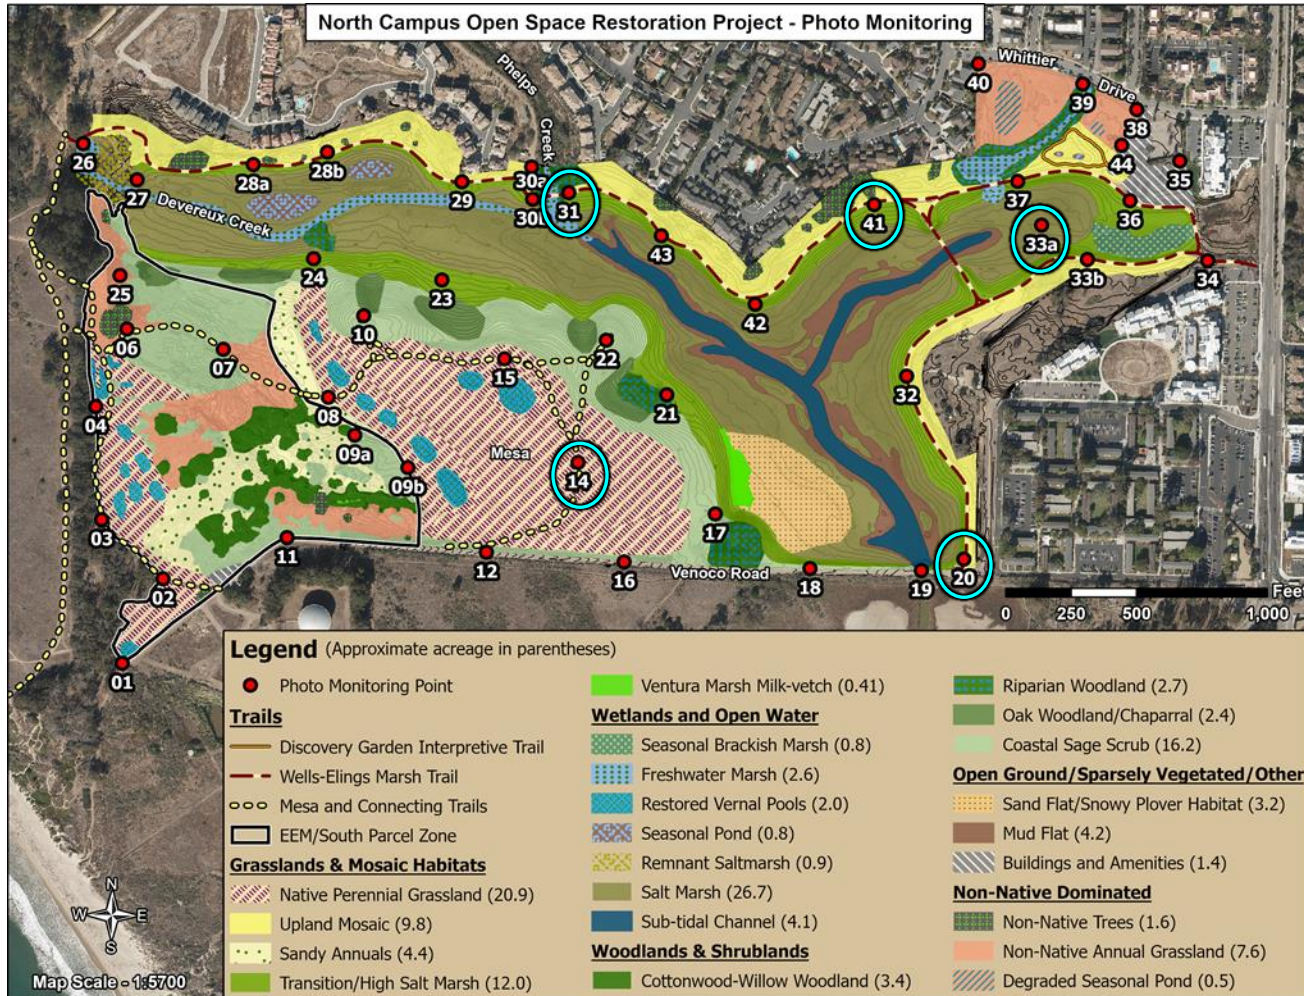 North Campus Open Space Restoration Project - Photo Monitoring
Whittier
Drive
Phelps
Creek
40
39
38
44
35
26
27
28a
28b
29
30a
31
41
37
36
33a
33b
34
Devereux Creek
43
24
25
23
42
10
06
07
22
15
32
08
21
04
09a
Mesa
09b
14
03
17
11
12
16
Venoco Road
18
19
20
02
01
Feet
0 250 500 1,000
Legend (Approximate acreage in parentheses)
Photo Monitoring Point
Trails
Discovery Garden Interpretive Trail
Wells-Elings Marsh Trail
Mesa and Connecting Trails
EEM/South Parcel Zone
Grasslands & Mosaic Habitats
Native Perennial Grassland (20.9)
Upland Mosaic (9.8)
Sandy Annuals (4.4)
Transition/High Salt Marsh (12.0)
Ventura Marsh Milk-vetch (0.41)
Wetlands and Open Water
Seasonal Brackish Marsh (0.8)
Freshwater Marsh (2.6)
Restored Vernal Pools (2.0)
Seasonal Pond (0.8)
Remnant Saltmarsh (0.9)
Salt Marsh (26.7)
Sub-tidal Channel (4.1)
Woodlands & Shrublands
Cottonwood-Willow Woodland (3.4)
Riparian Woodland (2.7)
Oak Woodland/Chaparral (2.4)
Coastal Sage Scrub (16.2)
Open Ground/Sparsely Vegetated/Other
Sand Flat/Snowy Plover Habitat (3.2)
Mud Flat (4.2)
Buildings and Amenities (1.4)
Non-Native Dominated
Non-Native Trees (1.6)
Non-Native Annual Grassland (7.6)
Degraded Seasonal Pond (0.5)
N
W E
S
Map Scale - 1:5700